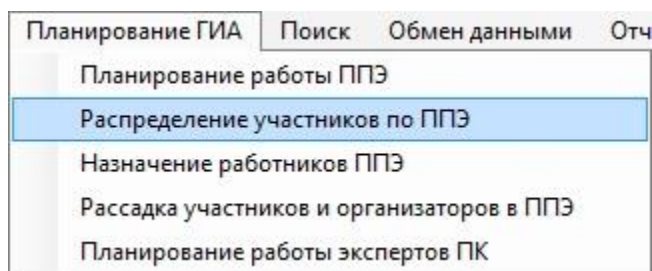 Планирование ГИА Поиск Обмен данными Отч
Планирование работы ППЭ
Распределение участников по ППЭ
Назначение работников ППЭ
Рассадка участников и организаторов в ППЭ
Планирование работы экспертов ПК